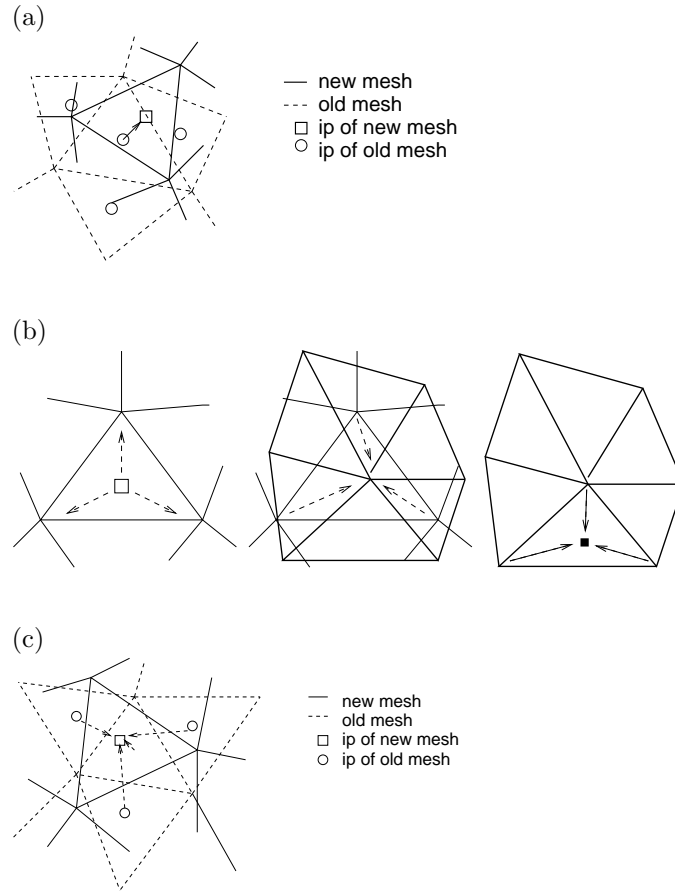 (a)
new mesh
old mesh
ip of new mesh
ip of old mesh
(b)
(c)
new mesh
old mesh
ip of new mesh
ip of old mesh